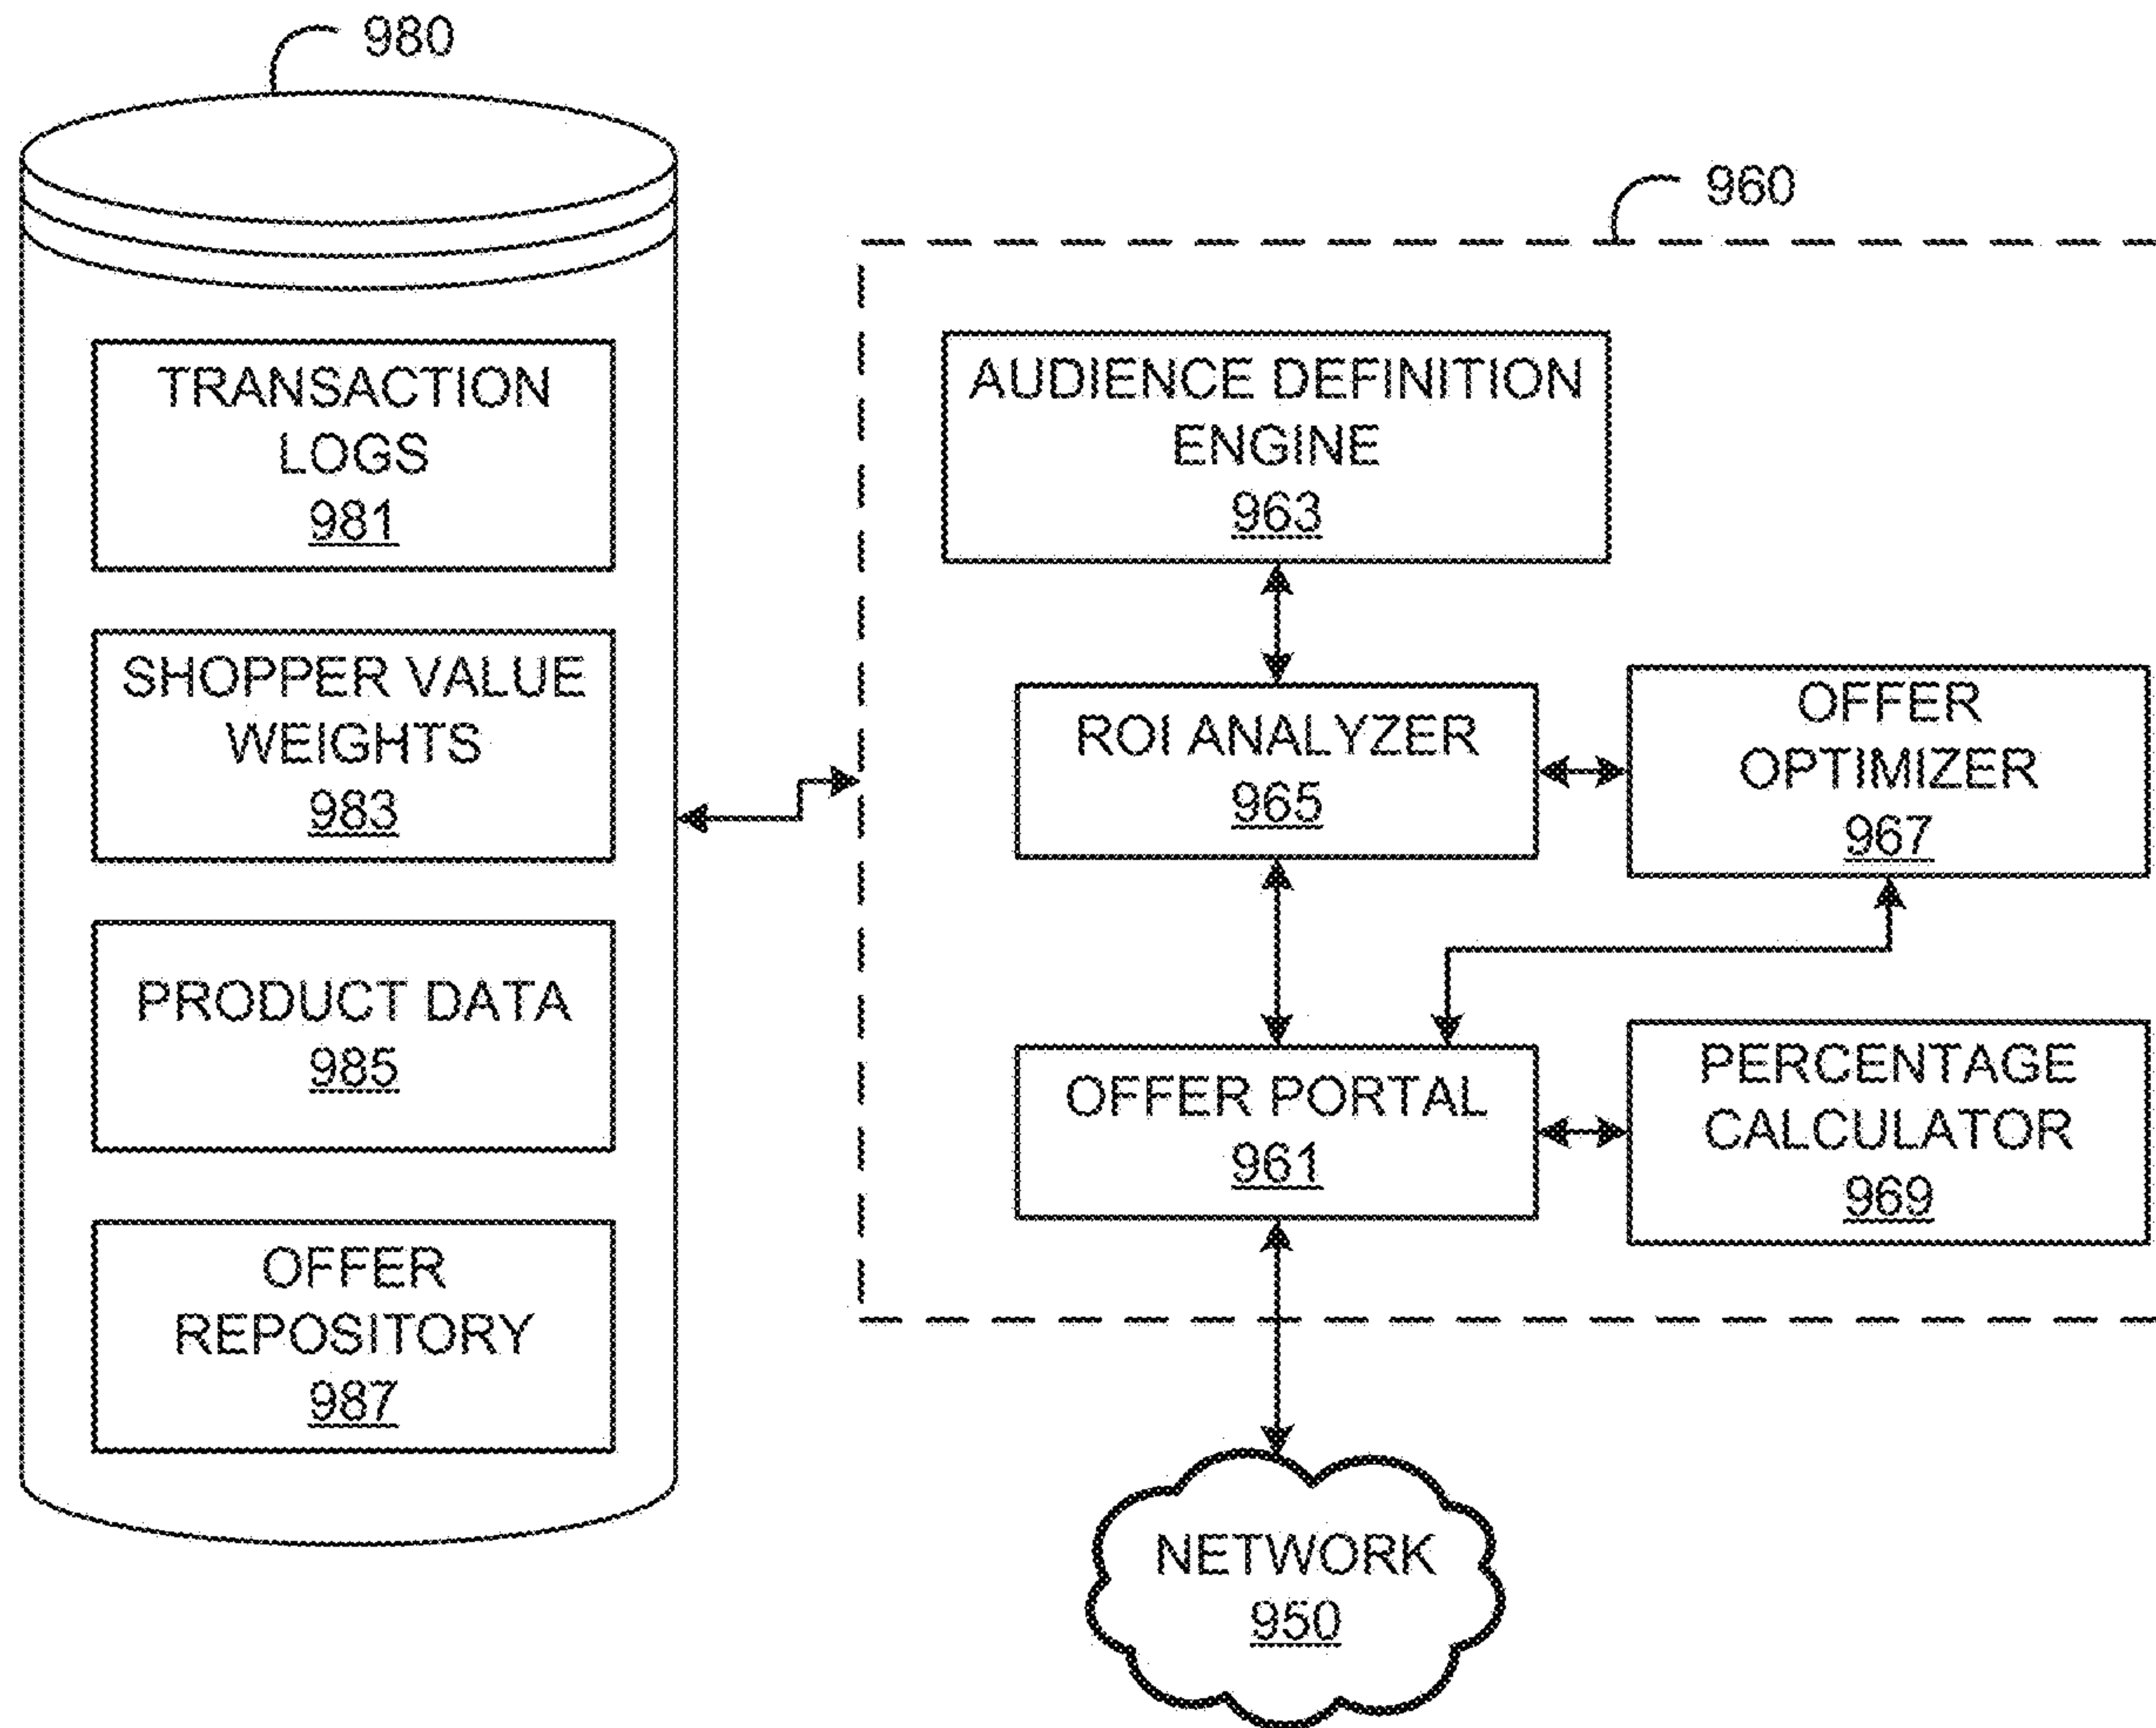 980
TRANSACTION
LOGS
981
SHOPPER VALUE
WEIGHTS
983
PRODUCT DATA
985
OFFER
REPOSITORY
987
960
AUDIENCE DEFINITION
ENGINE
963
ROI ANALYZER
965
OFFER
OPTIMIZER
967
OFFER PORTAL
961
PERCENTAGE
CALCULATOR
969
NETWORK
950